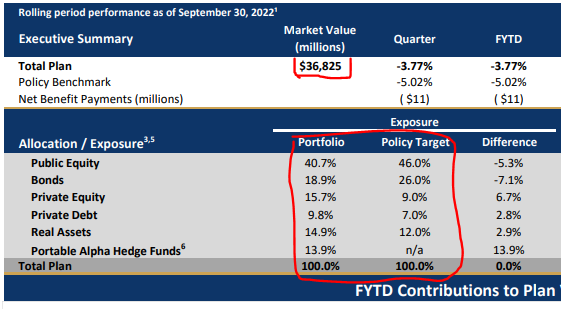 Rolling period performance as of September 30, 2022¹
Executive Summary Market Value (millions) Quarter FYTD
Total Plan $36,825 -3.77% -3.77%
Policy Benchmark -5.02% -5.02%
Net Benefit Payments (millions) ( $11) ( $11)
Exposure
Allocation / Exposure³,⁵ Portfolio Policy Target Difference
Public Equity 40.7% 46.0% -5.3%
Bonds 18.9% 26.0% -7.1%
Private Equity 15.7% 9.0% 6.7%
Private Debt 9.8% 7.0% 2.8%
Real Assets 14.9% 12.0% 2.9%
Portable Alpha Hedge Funds⁶ 13.9% n/a 13.9%
Total Plan 100.0% 100.0% 0.0%
FYTD Contributions to Plan